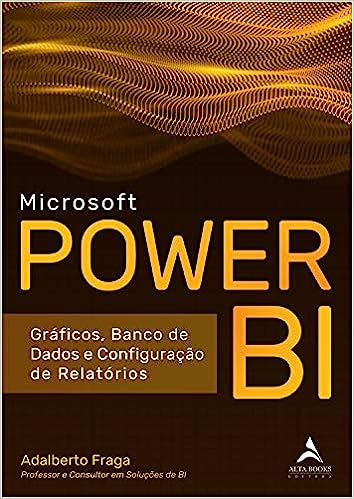 Microsoft
POWER
BI
Gráficos, Banco de
Dados e Configuração
de Relatórios
Adalberto Fraga
Professor e Consultor em Soluções de BI
ALTA BOOKS
EDITORA